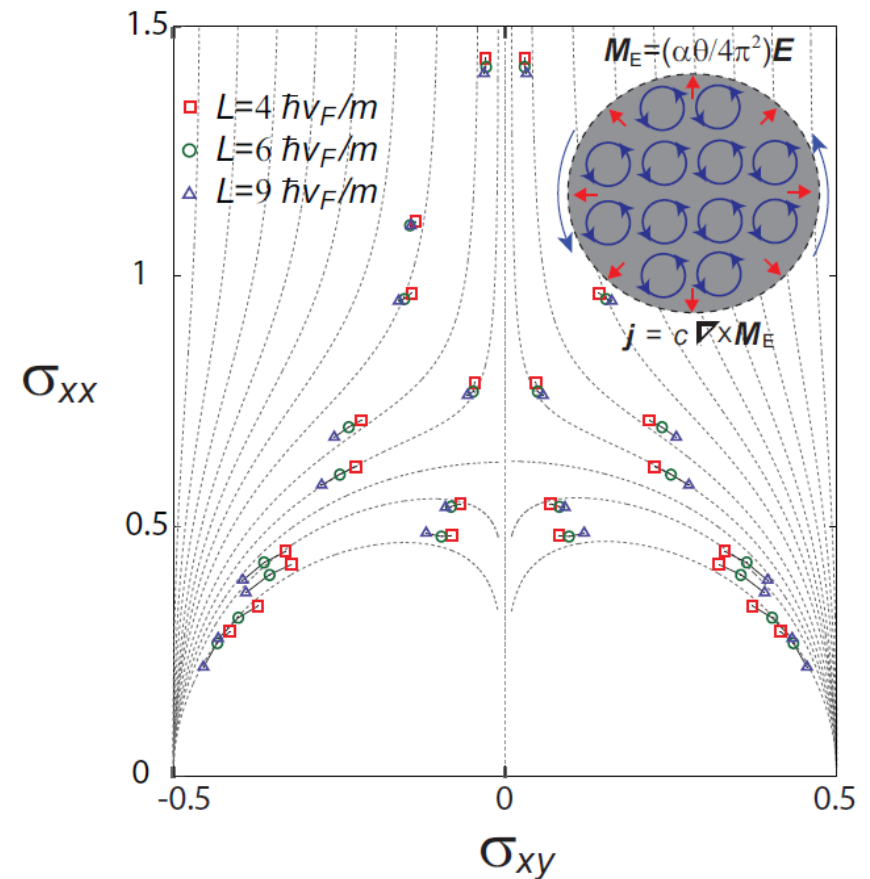 1.5
M_E=(αθ/4π²)E
L=4 ħv_F/m
L=6 ħv_F/m
L=9 ħv_F/m
1
j = c ∇×M_E
σ_xx
0.5
0
-0.5 0 0.5
σ_xy